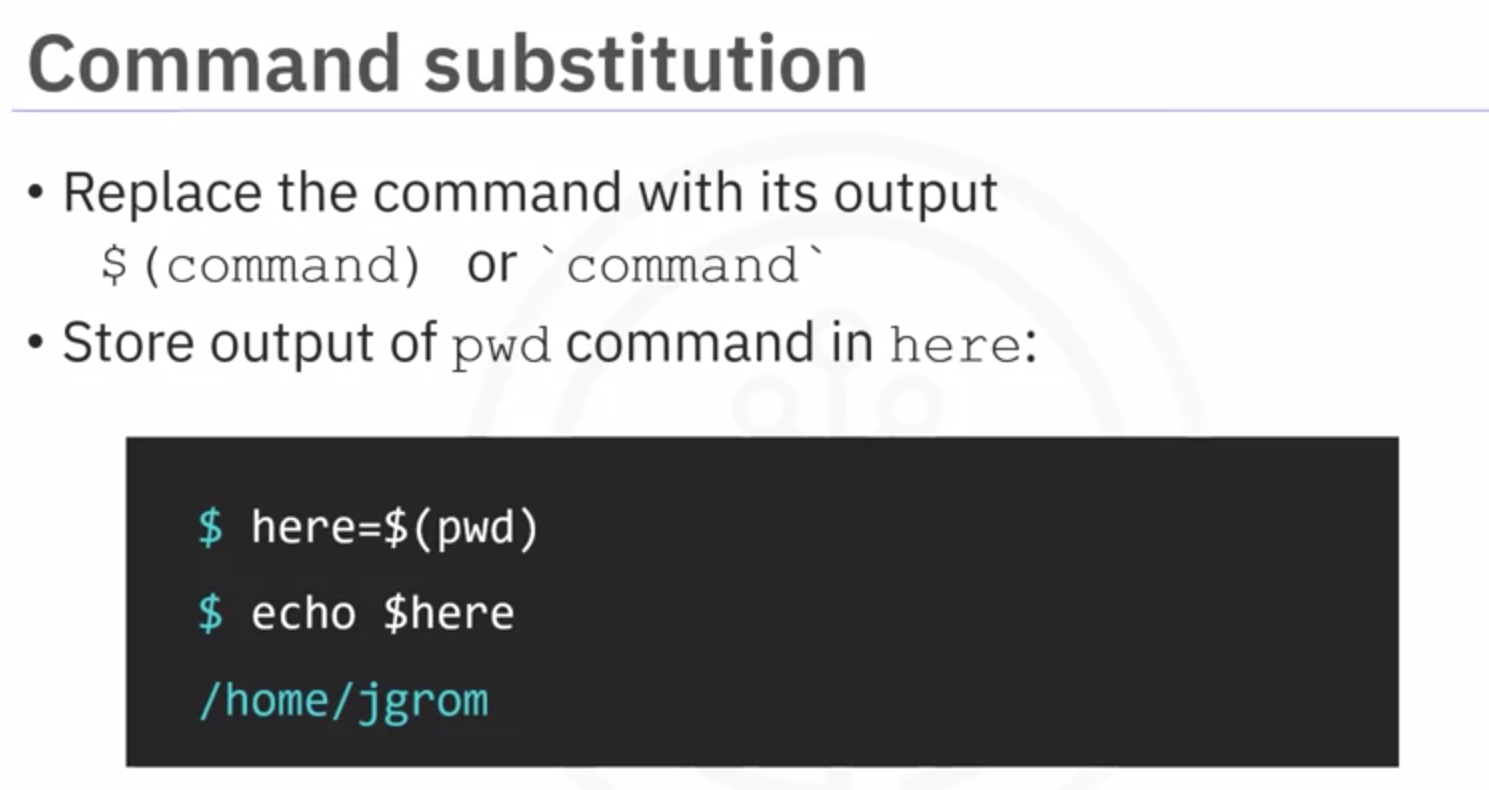 Command substitution
• Replace the command with its output
$(command) or `command`
• Store output of pwd command in here:
$ here=$(pwd)
$ echo $here
/home/jgrom